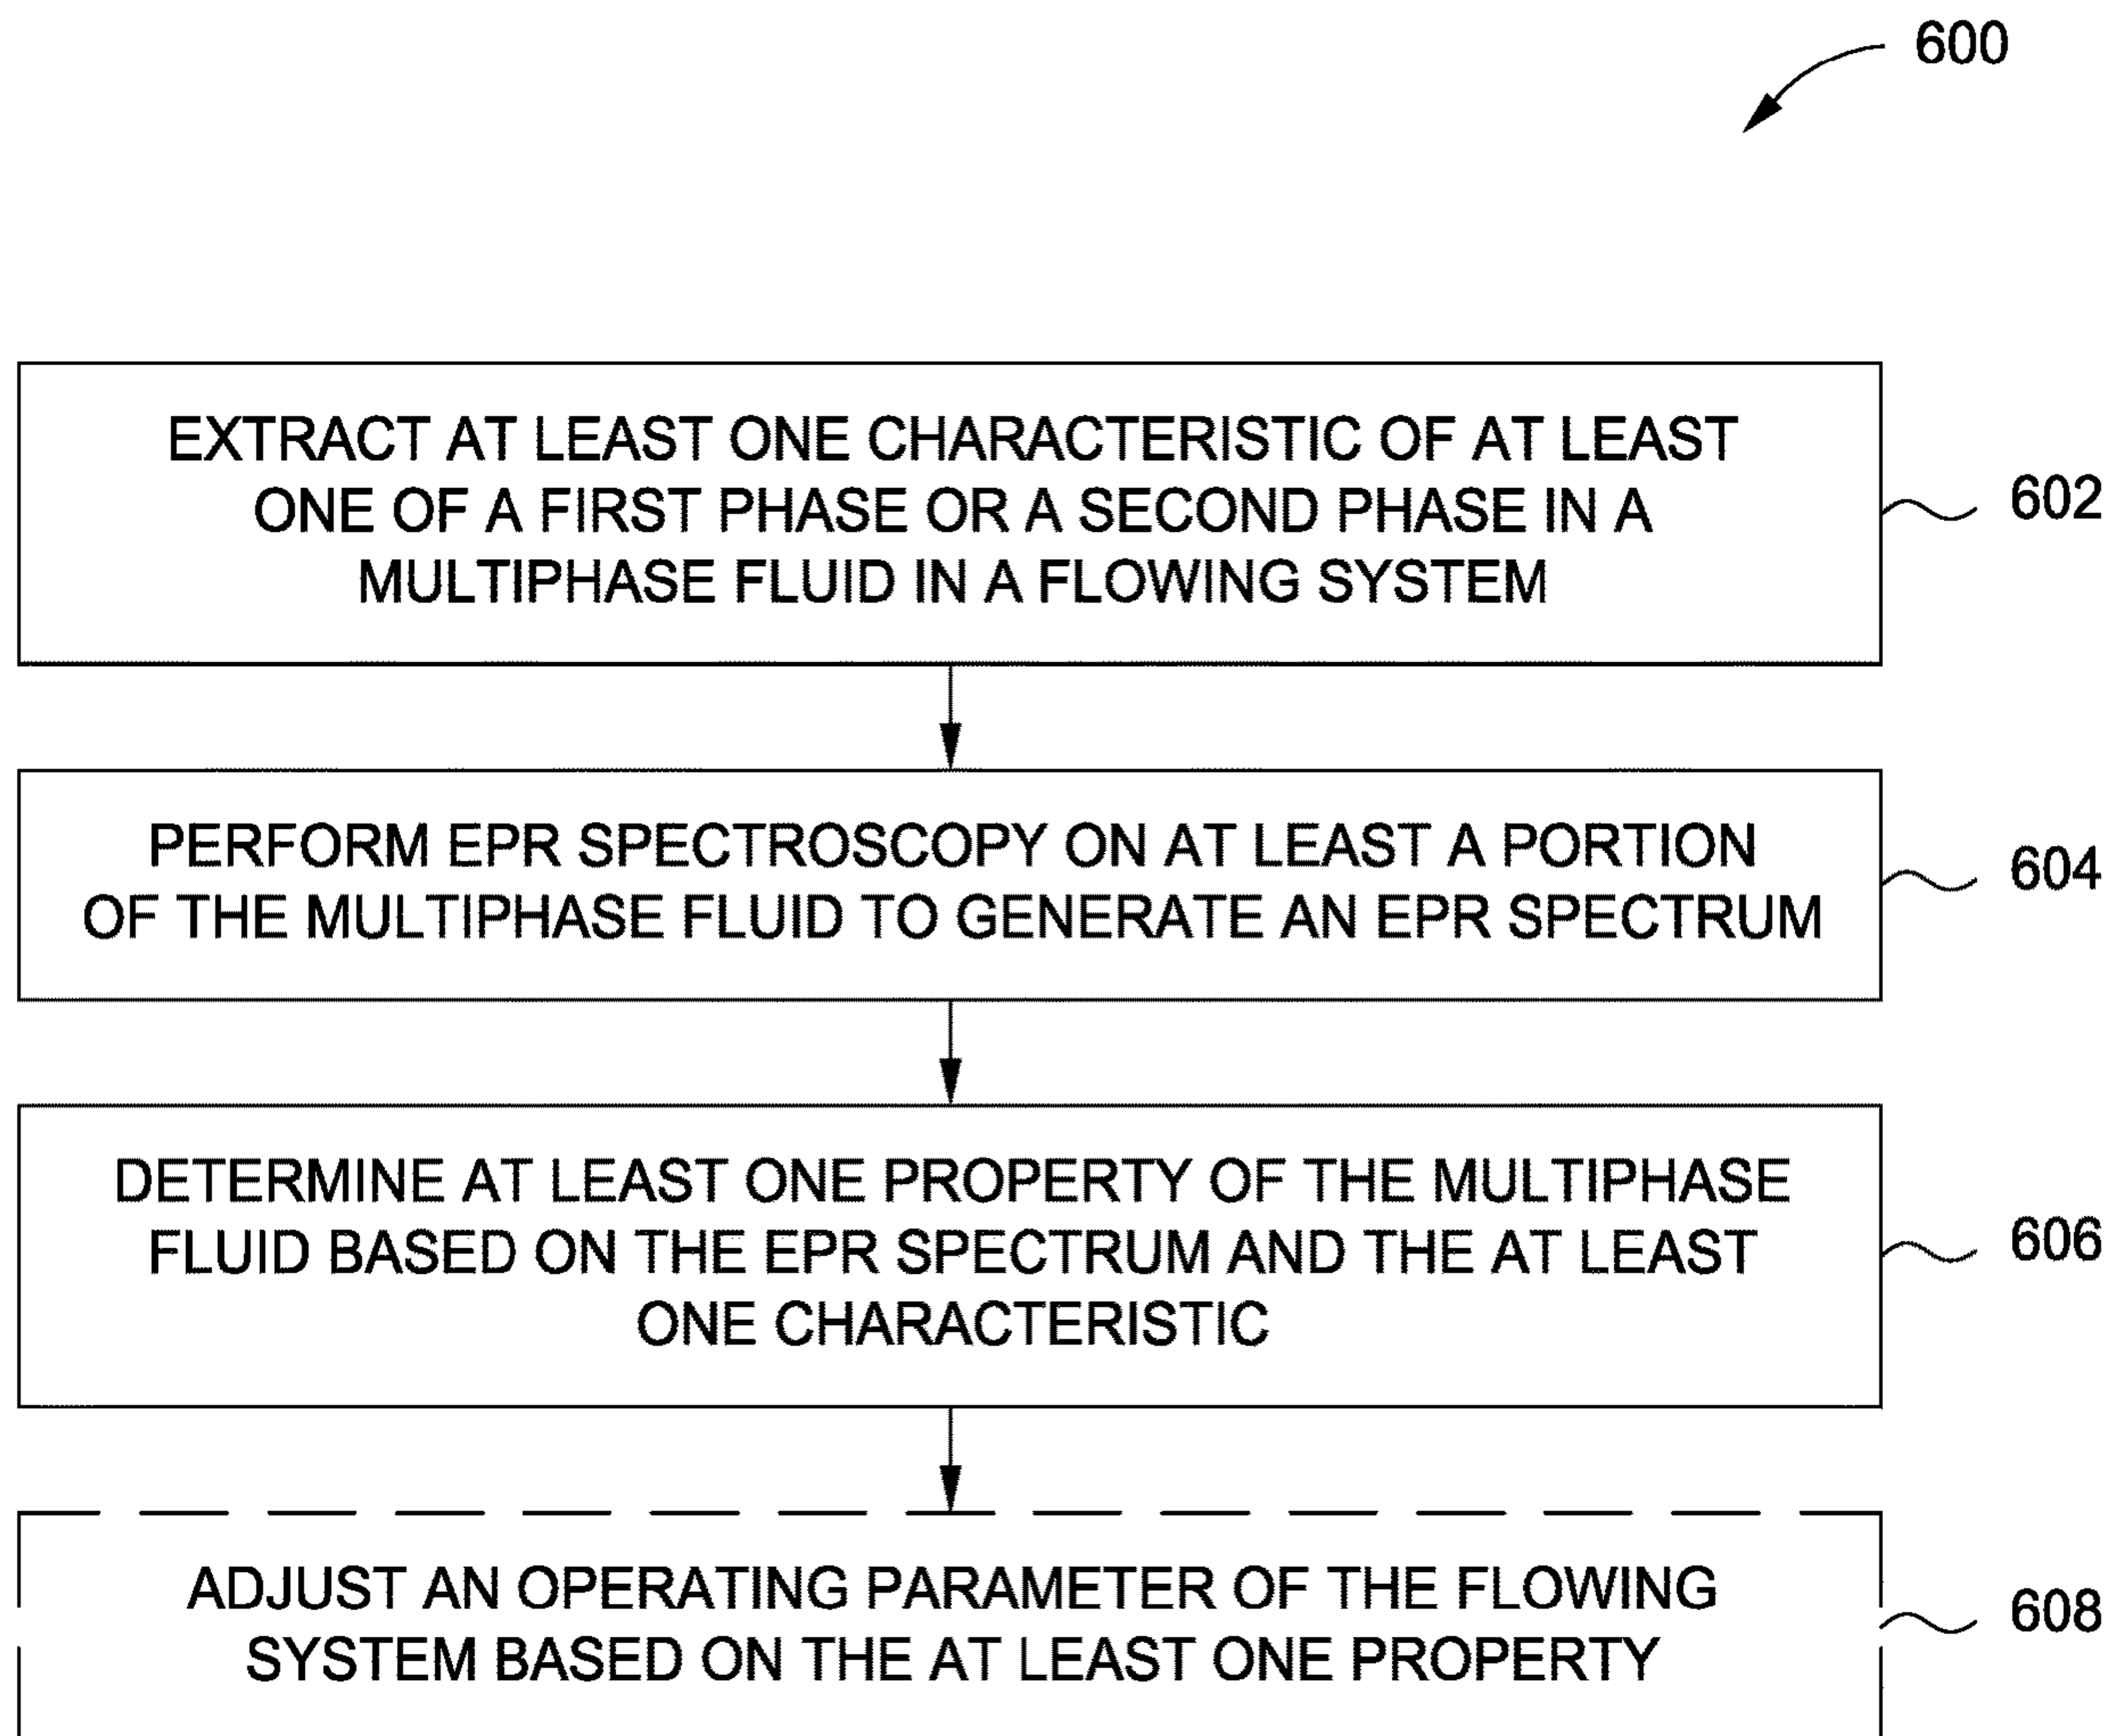 600
EXTRACT AT LEAST ONE CHARACTERISTIC OF AT LEAST
ONE OF A FIRST PHASE OR A SECOND PHASE IN A
MULTIPHASE FLUID IN A FLOWING SYSTEM
602
PERFORM EPR SPECTROSCOPY ON AT LEAST A PORTION
OF THE MULTIPHASE FLUID TO GENERATE AN EPR SPECTRUM
604
DETERMINE AT LEAST ONE PROPERTY OF THE MULTIPHASE
FLUID BASED ON THE EPR SPECTRUM AND THE AT LEAST
ONE CHARACTERISTIC
606
ADJUST AN OPERATING PARAMETER OF THE FLOWING
SYSTEM BASED ON THE AT LEAST ONE PROPERTY
608